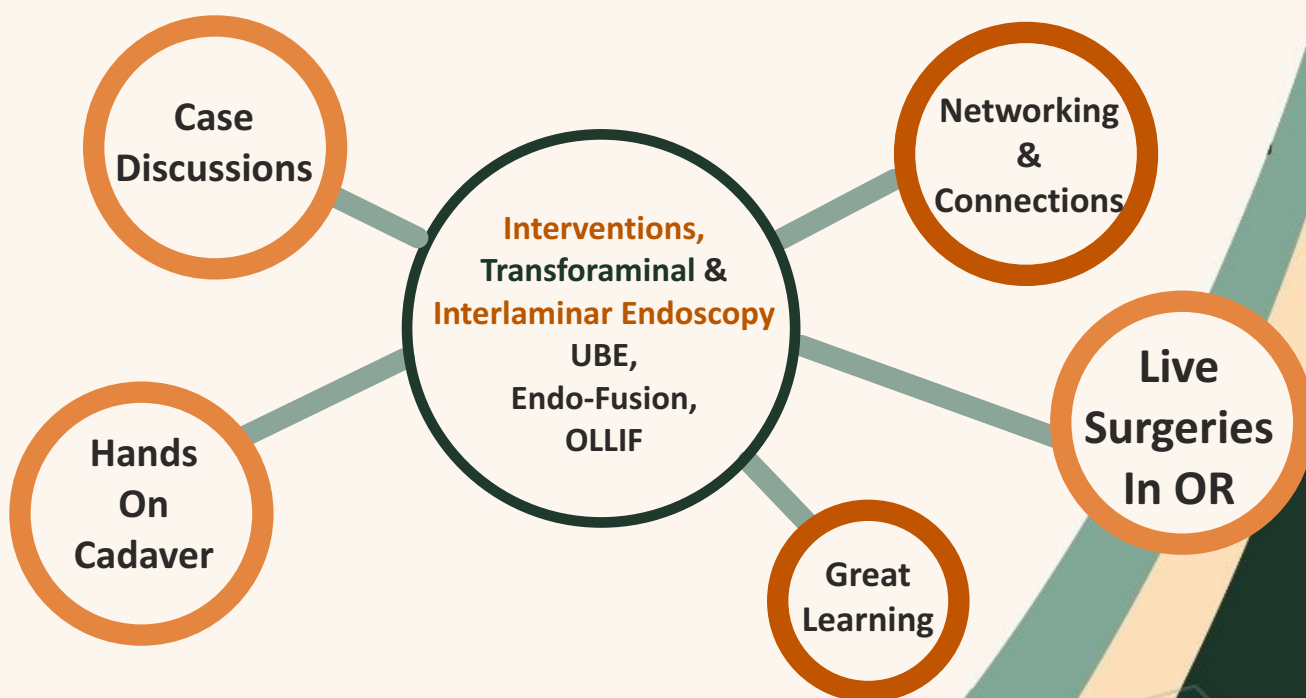 Case
Discussions
Networking
&
Connections
Interventions,
Transforaminal &
Interlaminar Endoscopy
UBE,
Endo-Fusion,
OLLIF
Live
Surgeries
In OR
Hands
On
Cadaver
Great
Learning